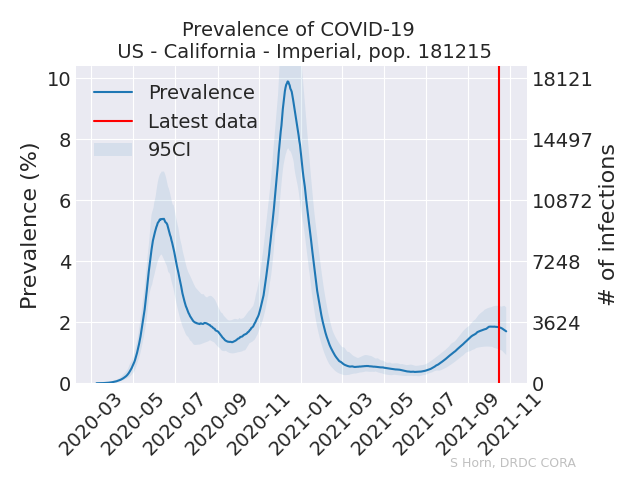 Prevalence of COVID-19
US - California - Imperial, pop. 181215
Prevalence
Latest data
95CI
Prevalence (%)
10
8
6
4
2
0
18121
14497
10872
7248
3624
0
# of infections
2020-03
2020-05
2020-07
2020-09
2020-11
2021-01
2021-03
2021-05
2021-07
2021-09
2021-11
S Horn, DRDC CORA